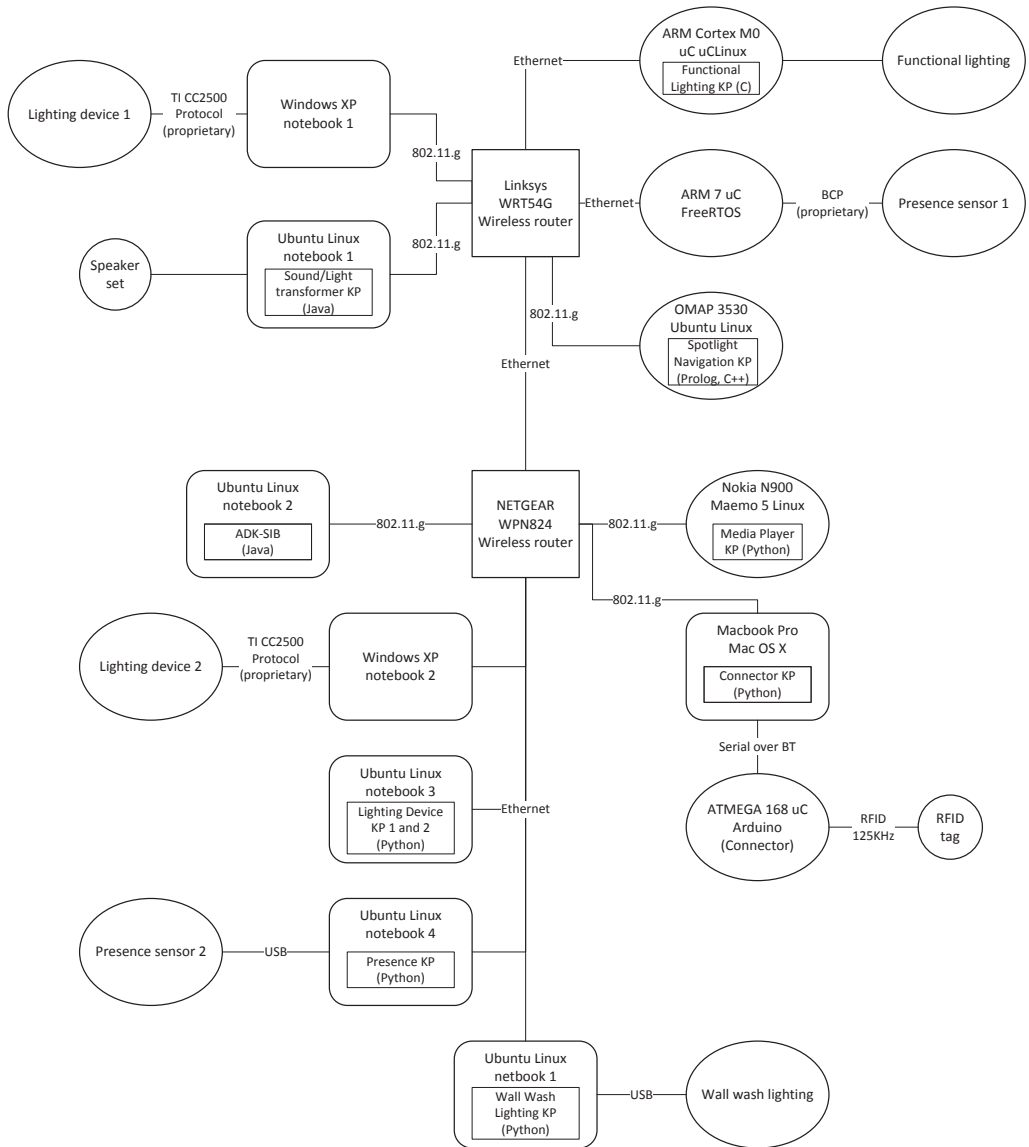 ARM Cortex M0
uC uCLinux
Functional
Lighting KP (C)
Ethernet
Functional lighting
Lighting device 1
TI CC2500
Protocol
(proprietary)
Windows XP
notebook 1
802.11.g
Linksys
WRT54G
Wireless router
Ethernet
ARM 7 uC
FreeRTOS
BCP
(proprietary)
Presence sensor 1
Speaker
set
Ubuntu Linux
notebook 1
Sound/Light
transformer KP
(Java)
802.11.g
802.11.g
OMAP 3530
Ubuntu Linux
Spotlight
Navigation KP
(Prolog, C++)
Ethernet
Ubuntu Linux
notebook 2
ADK-SIB
(Java)
802.11.g
NETGEAR
WPN824
Wireless router
802.11.g
Nokia N900
Maemo 5 Linux
Media Player
KP (Python)
802.11.g
Lighting device 2
TI CC2500
Protocol
(proprietary)
Windows XP
notebook 2
Macbook Pro
Mac OS X
Connector KP
(Python)
Serial over BT
Ubuntu Linux
notebook 3
Lighting Device
KP 1 and 2
(Python)
Ethernet
ATMEGA 168 uC
Arduino
(Connector)
RFID
125KHz
RFID
tag
Presence sensor 2
USB
Ubuntu Linux
notebook 4
Presence KP
(Python)
Ubuntu Linux
netbook 1
Wall Wash
Lighting KP
(Python)
USB
Wall wash lighting